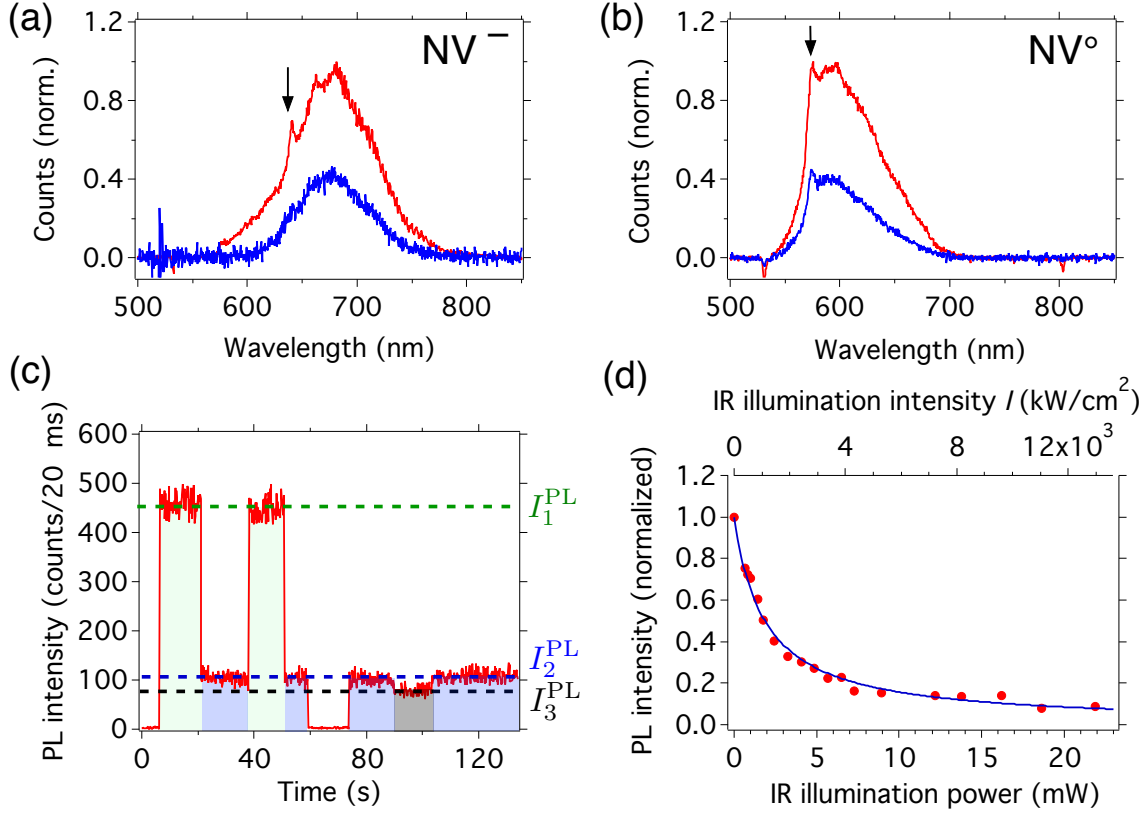 (a)
NV −
Counts (norm.)
1.2
0.8
0.4
0.0
500 600 700 800
Wavelength (nm)
(b)
NV°
Counts (norm.)
1.2
0.8
0.4
0.0
500 600 700 800
Wavelength (nm)
(c)
PL intensity (counts/20 ms)
600
500
400
300
200
100
0
I₁^PL
I₂^PL
I₃^PL
0 40 80 120
Time (s)
(d)
IR illumination intensity I (kW/cm²)
0 4 8 12x10³
PL intensity (normalized)
1.2
1.0
0.8
0.6
0.4
0.2
0.0
0 5 10 15 20
IR illumination power (mW)